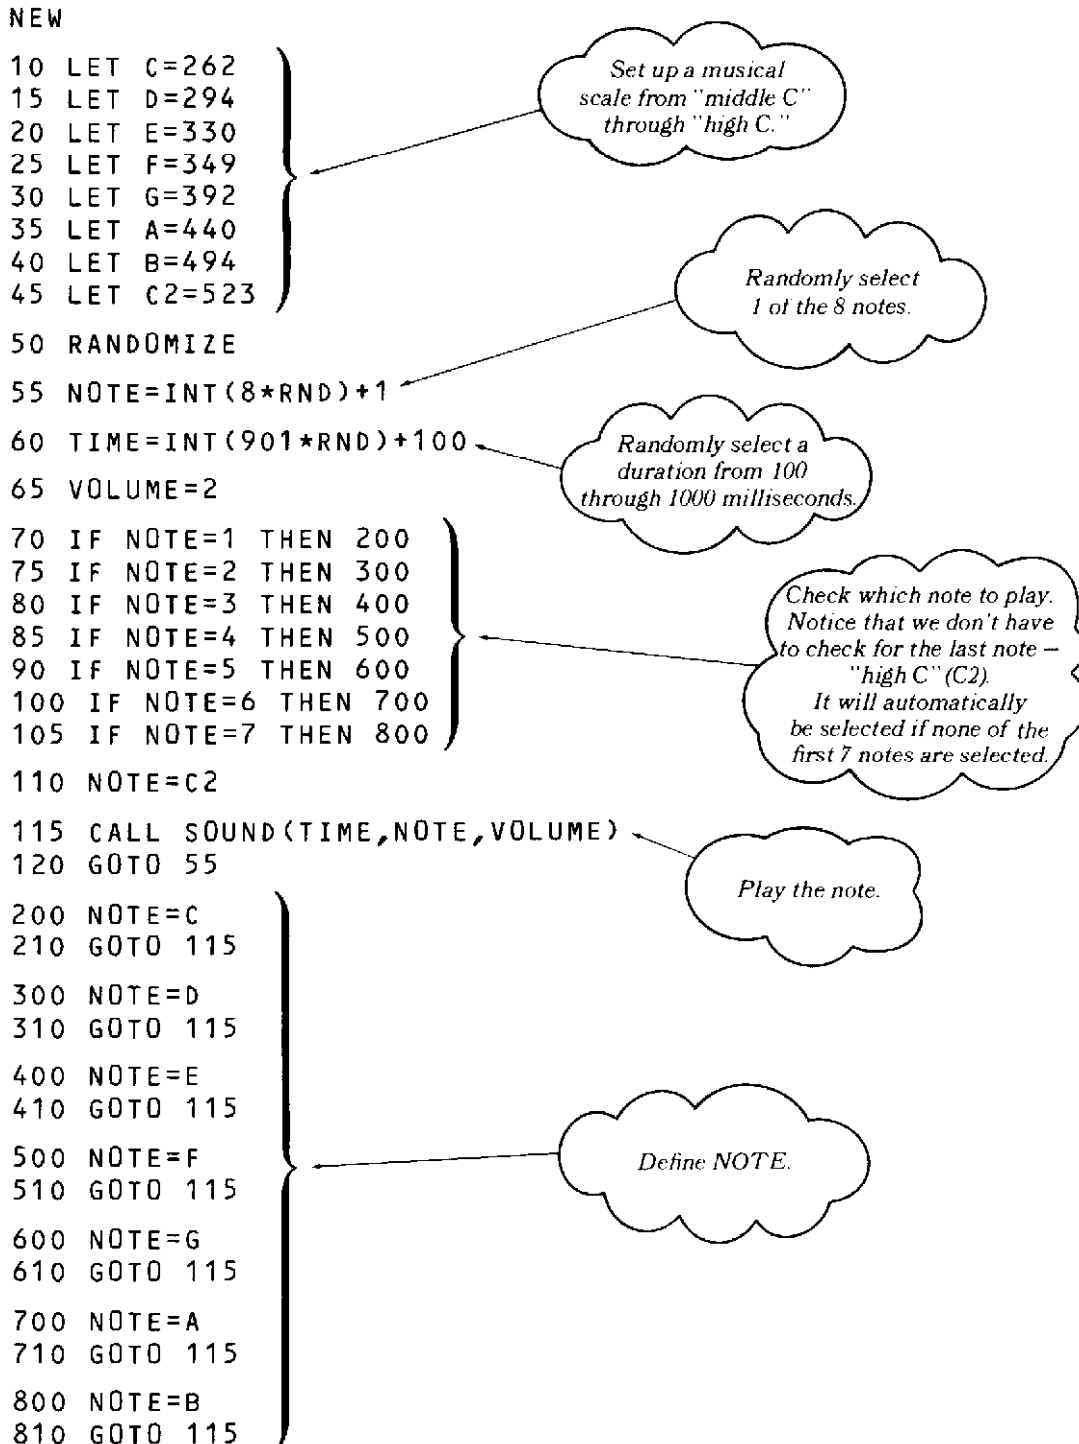 NEW
10 LET C=262
15 LET D=294
20 LET E=330
25 LET F=349
30 LET G=392
35 LET A=440
40 LET B=494
45 LET C2=523
Set up a musical
scale from "middle C"
through "high C."
50 RANDOMIZE
55 NOTE=INT(8*RND)+1
Randomly select
1 of the 8 notes.
60 TIME=INT(901*RND)+100
Randomly select a
duration from 100
through 1000 milliseconds.
65 VOLUME=2
70 IF NOTE=1 THEN 200
75 IF NOTE=2 THEN 300
80 IF NOTE=3 THEN 400
85 IF NOTE=4 THEN 500
90 IF NOTE=5 THEN 600
100 IF NOTE=6 THEN 700
105 IF NOTE=7 THEN 800
Check which note to play.
Notice that we don't have
to check for the last note –
"high C" (C2).
It will automatically
be selected if none of the
first 7 notes are selected.
110 NOTE=C2
115 CALL SOUND(TIME,NOTE,VOLUME)
120 GOTO 55
Play the note.
200 NOTE=C
210 GOTO 115
300 NOTE=D
310 GOTO 115
400 NOTE=E
410 GOTO 115
500 NOTE=F
510 GOTO 115
600 NOTE=G
610 GOTO 115
700 NOTE=A
710 GOTO 115
800 NOTE=B
810 GOTO 115
Define NOTE.